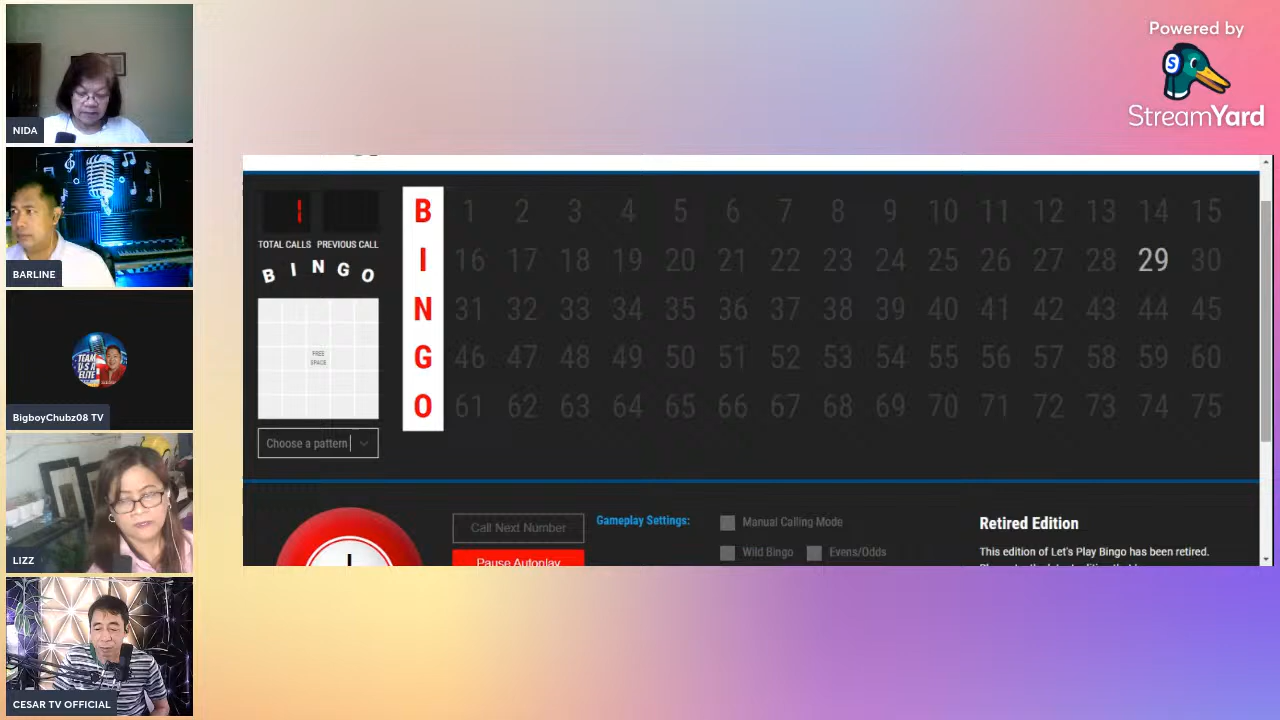 NIDA
BARLINE
TEAM
U-S-A
ELITE
BigboyChubz08 TV
LIZZ
CESAR TV OFFICIAL
Powered by
S
StreamYard
1
TOTAL CALLS PREVIOUS CALL
B I N G O
FREE
SPACE
Choose a pattern
B 1 2 3 4 5 6 7 8 9 10 11 12 13 14 15
I 16 17 18 19 20 21 22 23 24 25 26 27 28 29 30
N 31 32 33 34 35 36 37 38 39 40 41 42 43 44 45
G 46 47 48 49 50 51 52 53 54 55 56 57 58 59 60
O 61 62 63 64 65 66 67 68 69 70 71 72 73 74 75
Call Next Number
Pause Autoplay
Gameplay Settings:
Manual Calling Mode
Wild Bingo Evens/Odds
Retired Edition
This edition of Let's Play Bingo has been retired.